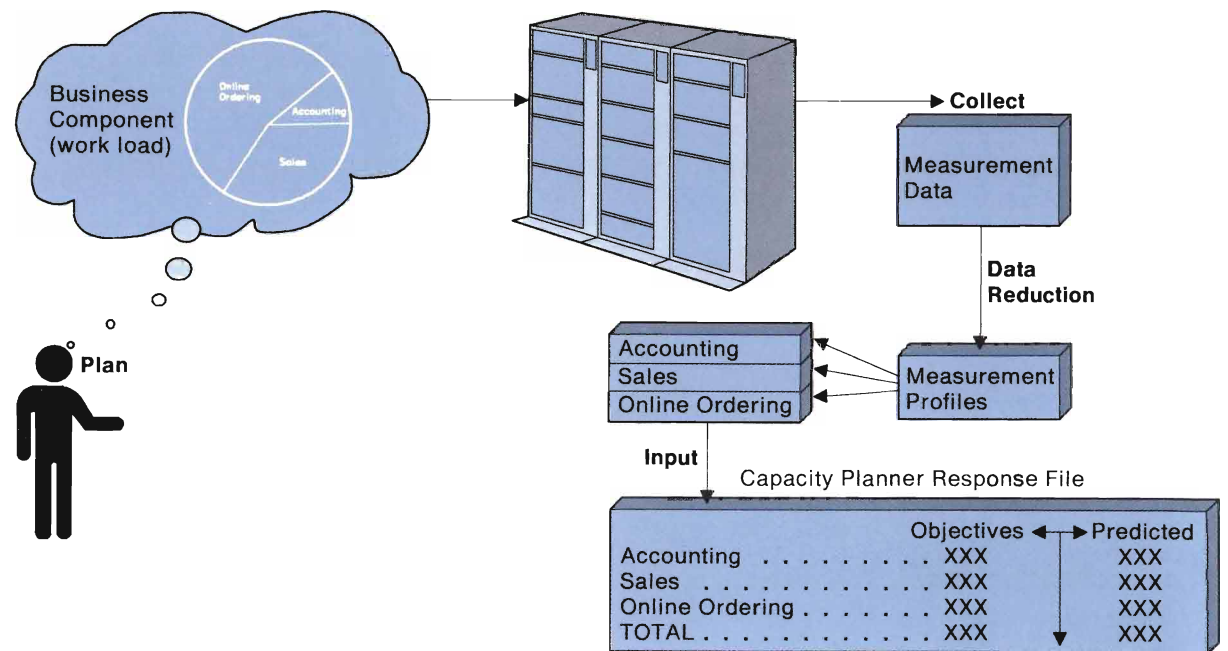 Business
Component
(work load)
Online
Ordering
Accounting
Sales
Collect
Measurement
Data
Data
Reduction
Plan
Accounting
Sales
Online Ordering
Measurement
Profiles
Input
Capacity Planner Response File
Objectives Predicted
Accounting . . . . . . . . . XXX XXX
Sales . . . . . . . . . . . . XXX XXX
Online Ordering . . . . . . . XXX XXX
TOTAL . . . . . . . . . . . . XXX XXX